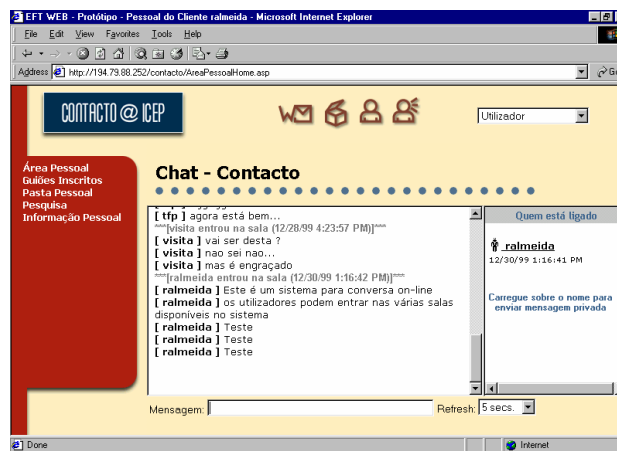 EFT WEB - Protótipo - Pessoal do Cliente ralmeida - Microsoft Internet Explorer
File Edit View Favorites Tools Help
Address http://194.79.88.252/contacto/AreaPessoalHome.asp
CONTACTO @ ICEP
Utilizador
Área Pessoal
Guiões Inscritos
Pasta Pessoal
Pesquisa
Informação Pessoal
Chat - Contacto
[ tfp ] agora está bem...
***[visita entrou na sala (12/28/99 4:23:57 PM)]***
[ visita ] vai ser desta ?
[ visita ] nao sei nao...
[ visita ] mas é engraçado
***[ralmeida entrou na sala (12/30/99 1:16:42 PM)]***
[ ralmeida ] Este é um sistema para conversa on-line
[ ralmeida ] os utilizadores podem entrar nas várias salas
disponíveis no sistema
[ ralmeida ] Teste
[ ralmeida ] Teste
[ ralmeida ] Teste
Quem está ligado
ralmeida
12/30/99 1:16:41 PM
Carregue sobre o nome para
enviar mensagem privada
Mensagem:
Refresh: 5 secs.
Done
Internet